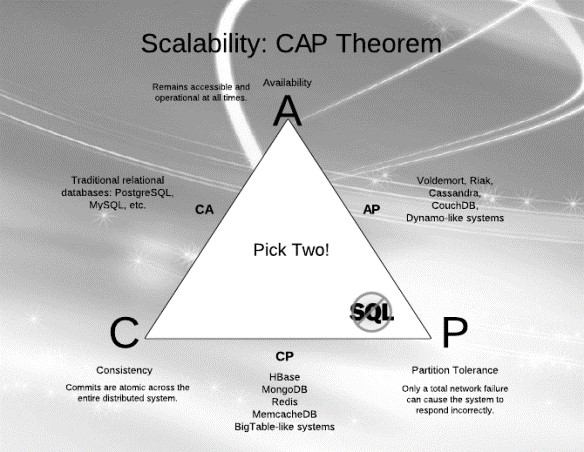 Scalability: CAP Theorem
Remains accessible and
operational at all times.
Availability
A
Traditional relational
databases: PostgreSQL,
MySQL, etc.
CA
AP
Voldemort, Riak,
Cassandra,
CouchDB,
Dynamo-like systems
Pick Two!
SQL
C
P
Consistency
Commits are atomic across the
entire distributed system.
CP
HBase
MongoDB
Redis
MemcacheDB
BigTable-like systems
Partition Tolerance
Only a total network failure
can cause the system to
respond incorrectly.